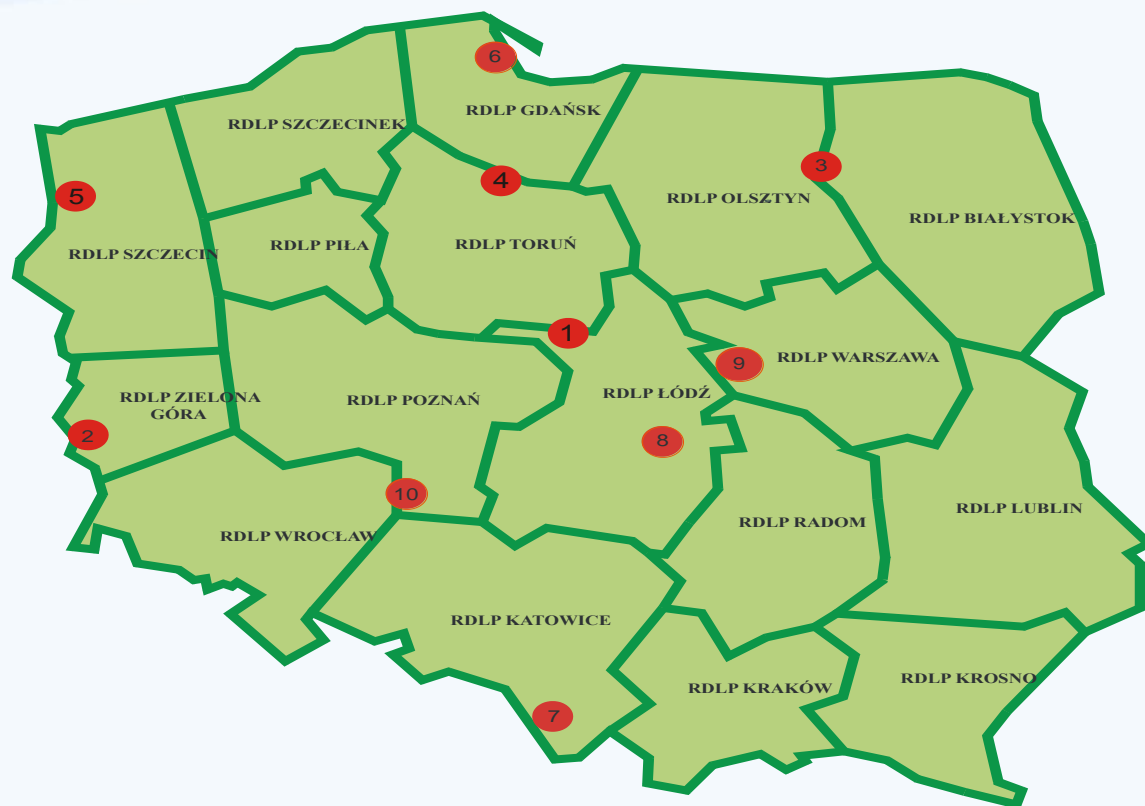 6
RDLP GDAŃSK
RDLP SZCZECINEK
3
4
5
RDLP OLSZTYN
RDLP BIAŁYSTOK
RDLP PIŁA
RDLP TORUŃ
RDLP SZCZECIN
1
RDLP WARSZAWA
9
RDLP ŁÓDŹ
RDLP ZIELONA
GÓRA
RDLP POZNAŃ
2
8
10
RDLP LUBLIN
RDLP RADOM
RDLP WROCŁAW
RDLP KATOWICE
RDLP KROSNO
RDLP KRAKÓW
7